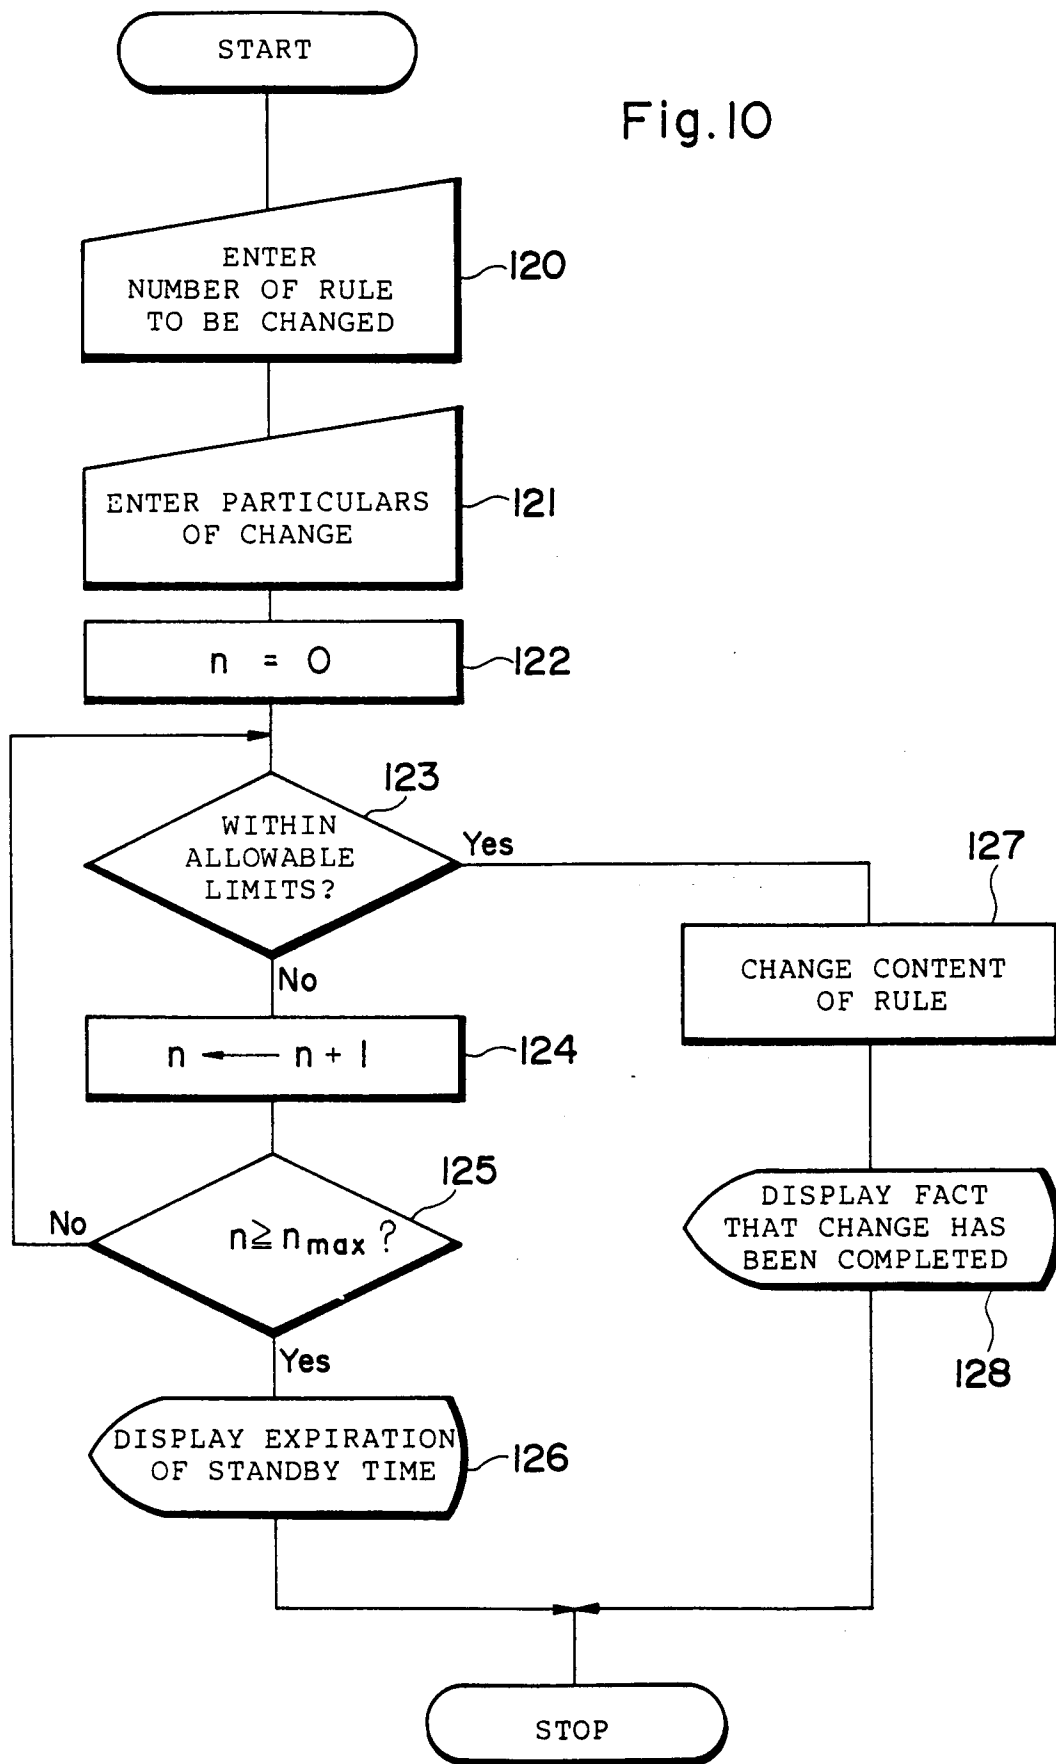 START
Fig. 10
ENTER
NUMBER OF RULE
TO BE CHANGED
120
ENTER PARTICULARS
OF CHANGE
121
n = 0
122
123
WITHIN
ALLOWABLE
LIMITS?
Yes
No
127
CHANGE CONTENT
OF RULE
n ← n + 1
124
125
n ≧ nmax ?
No
Yes
DISPLAY FACT
THAT CHANGE HAS
BEEN COMPLETED
128
DISPLAY EXPIRATION
OF STANDBY TIME
126
STOP